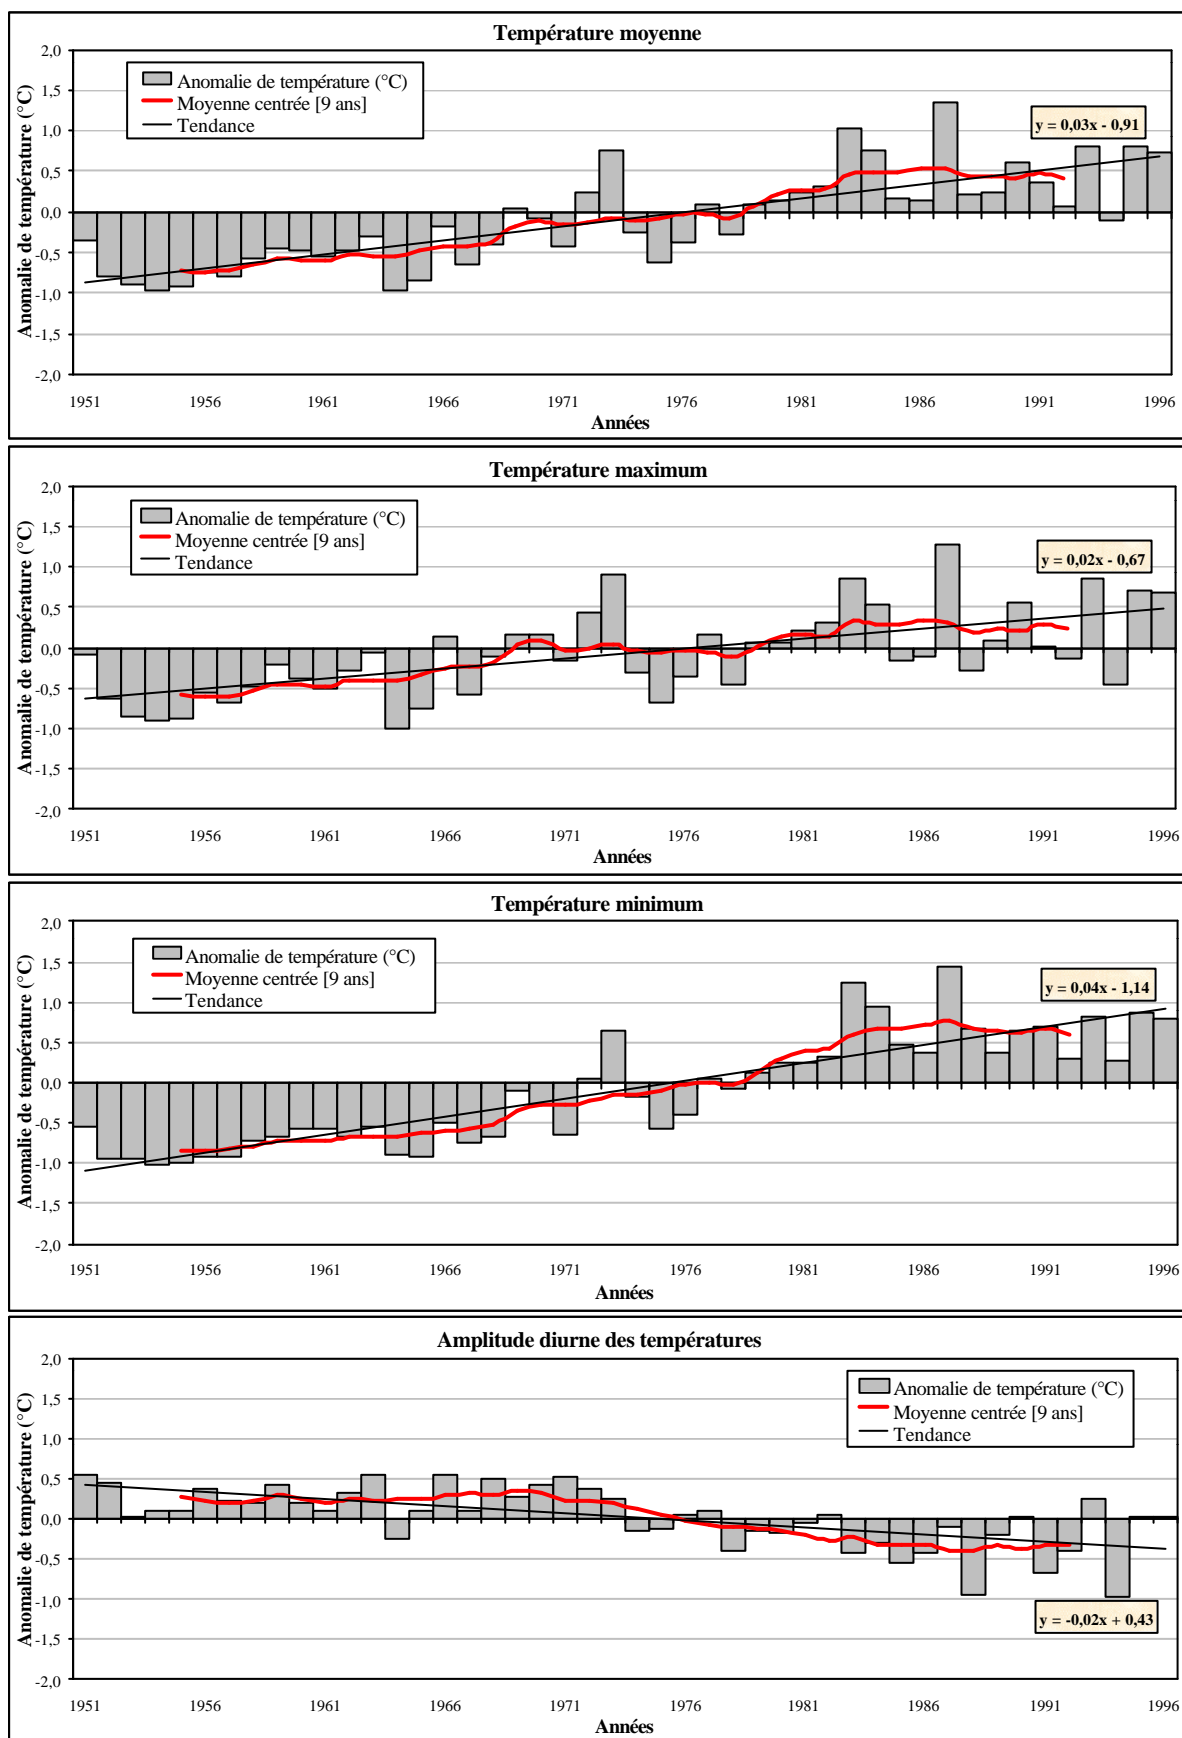 Température moyenne
Anomalie de température (°C)
2,0
1,5
1,0
0,5
0,0
-0,5
-1,0
-1,5
-2,0
Anomalie de température (°C)
Moyenne centrée [9 ans]
Tendance
y = 0,03x - 0,91
1951 1956 1961 1966 1971 1976 1981 1986 1991 1996
Années
Température maximum
Anomalie de température (°C)
2,0
1,5
1,0
0,5
0,0
-0,5
-1,0
-1,5
-2,0
Anomalie de température (°C)
Moyenne centrée [9 ans]
Tendance
y = 0,02x - 0,67
1951 1956 1961 1966 1971 1976 1981 1986 1991 1996
Années
Température minimum
Anomalie de température (°C)
2,0
1,5
1,0
0,5
0,0
-0,5
-1,0
-1,5
-2,0
Anomalie de température (°C)
Moyenne centrée [9 ans]
Tendance
y = 0,04x - 1,14
1951 1956 1961 1966 1971 1976 1981 1986 1991 1996
Années
Amplitude diurne des températures
Anomalie de température (°C)
2,0
1,5
1,0
0,5
0,0
-0,5
-1,0
-1,5
-2,0
Anomalie de température (°C)
Moyenne centrée [9 ans]
Tendance
y = -0,02x + 0,43
1951 1956 1961 1966 1971 1976 1981 1986 1991 1996
Années